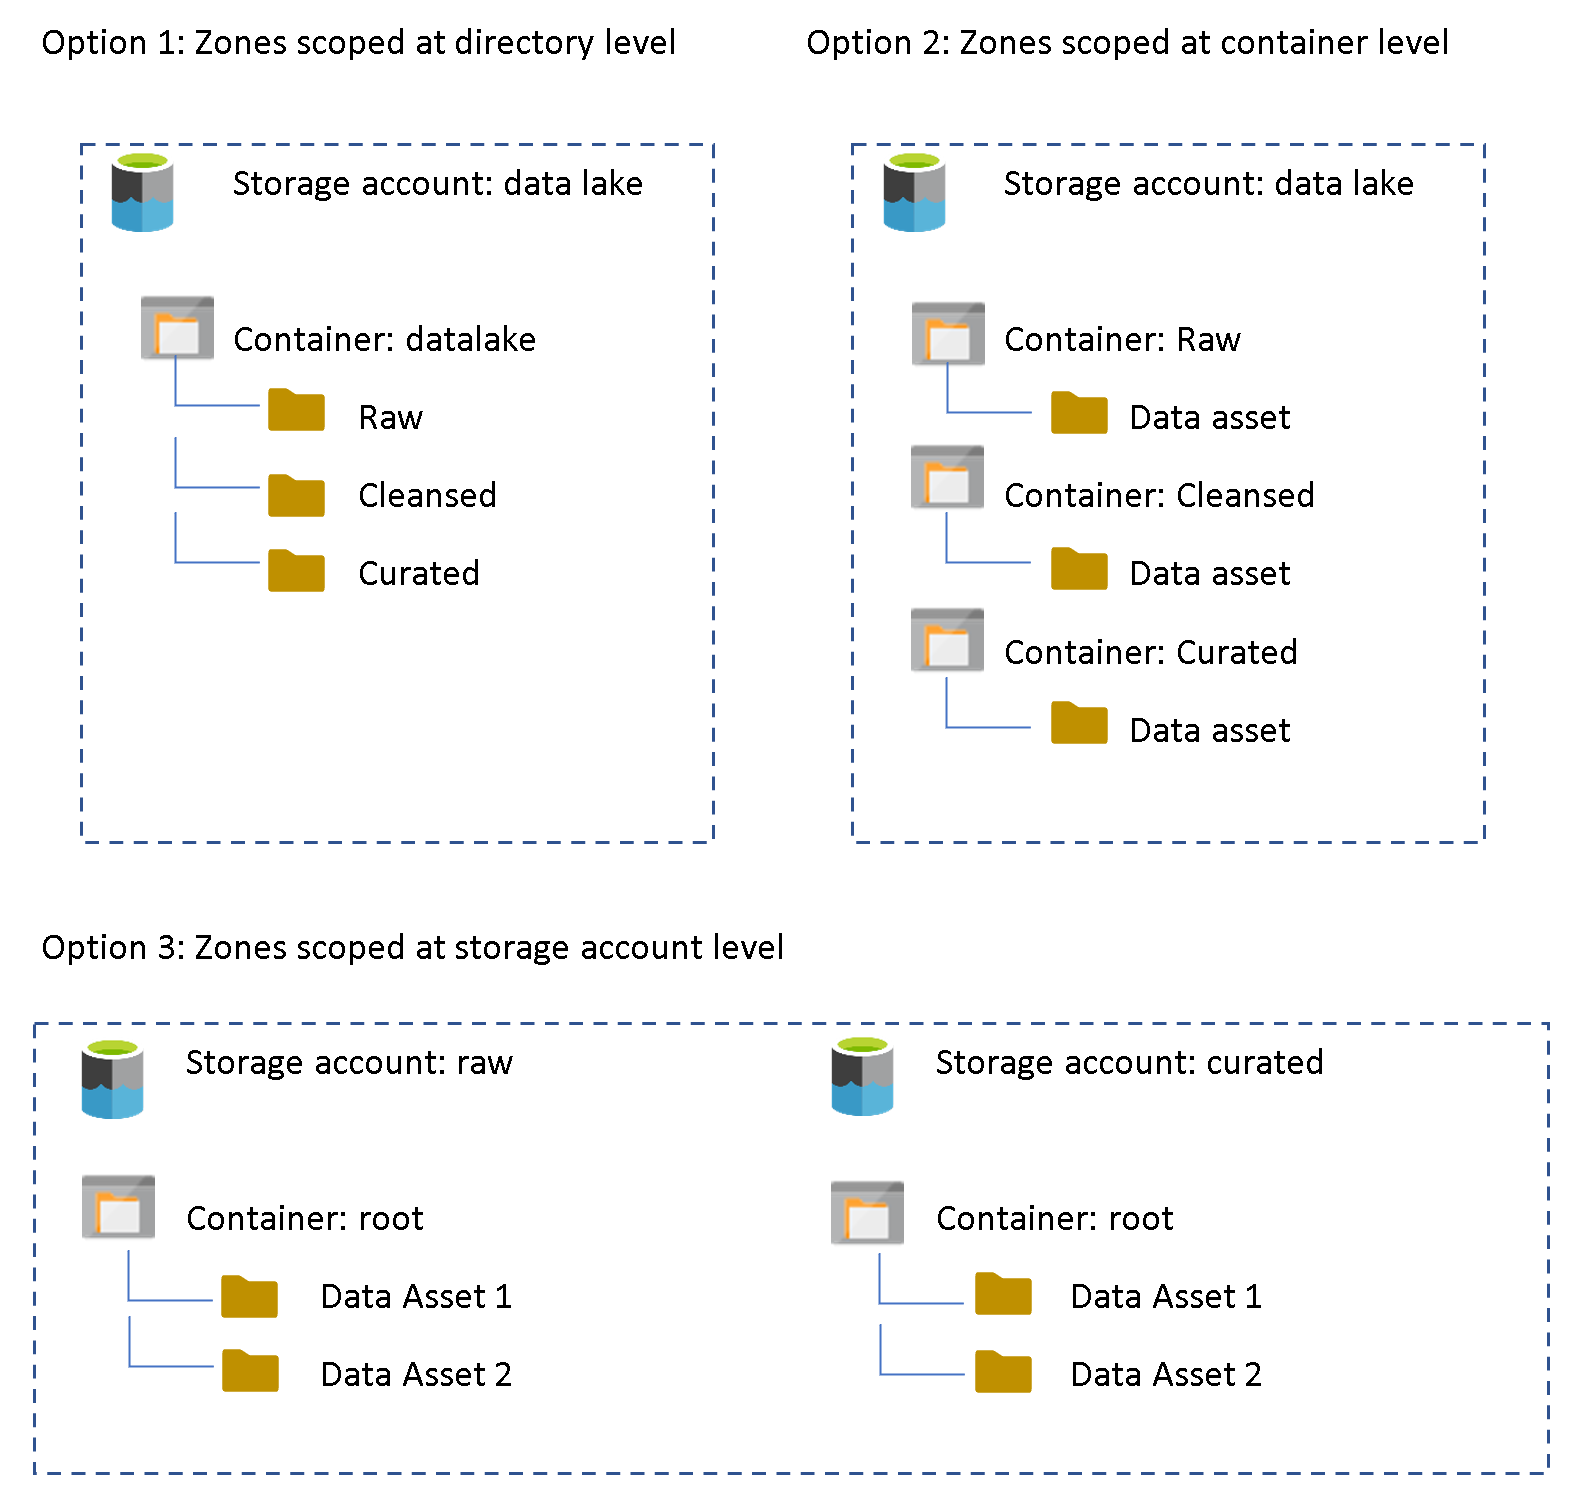 Option 1: Zones scoped at directory level
Storage account: data lake
Container: datalake
Raw
Cleansed
Curated
Option 2: Zones scoped at container level
Storage account: data lake
Container: Raw
Data asset
Container: Cleansed
Data asset
Container: Curated
Data asset
Option 3: Zones scoped at storage account level
Storage account: raw
Container: root
Data Asset 1
Data Asset 2
Storage account: curated
Container: root
Data Asset 1
Data Asset 2